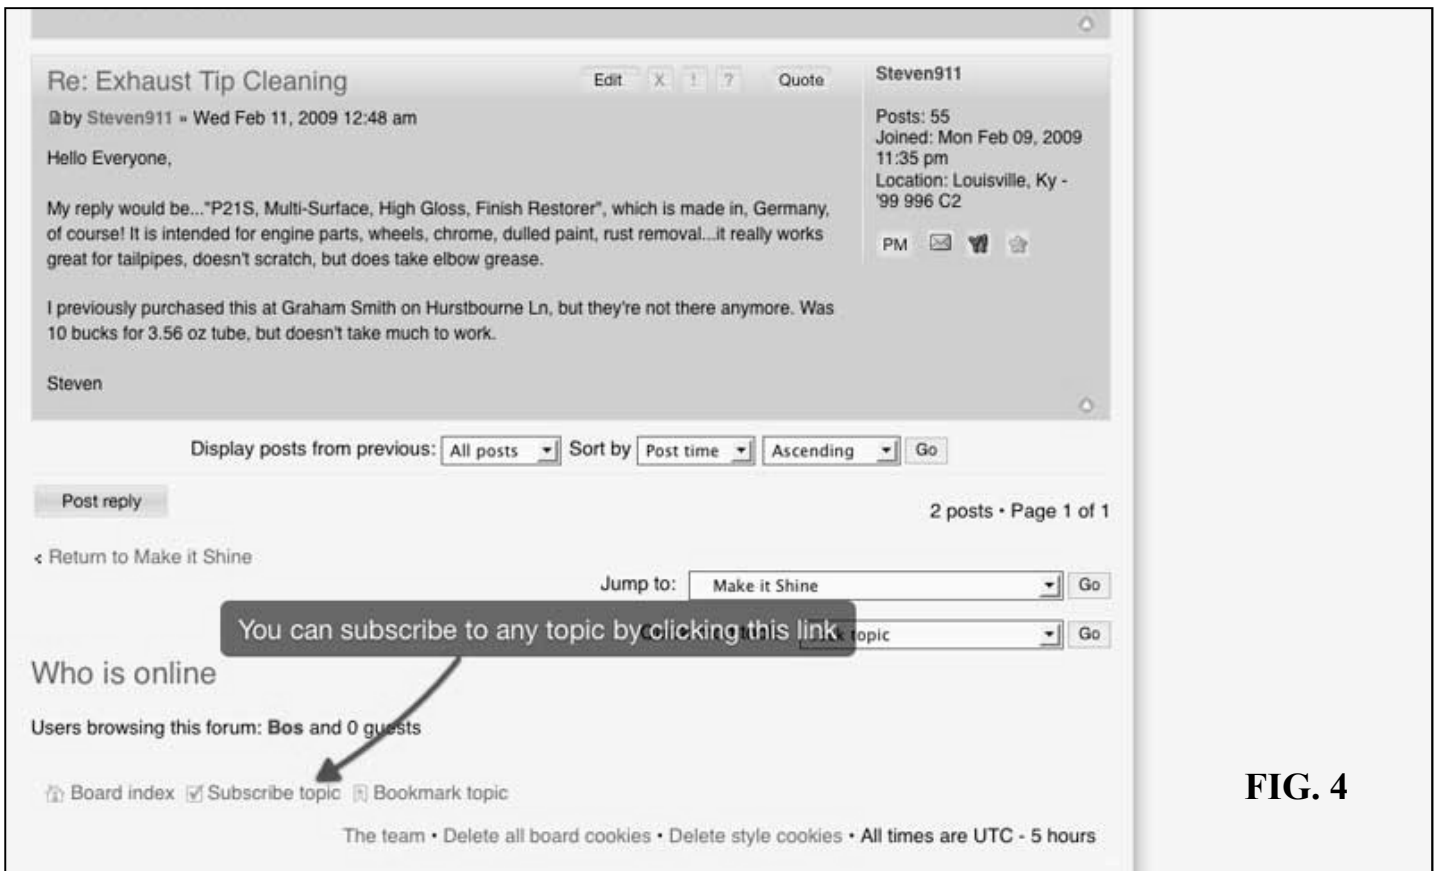 Re: Exhaust Tip Cleaning
Edit X ! ? Quote
by Steven911 » Wed Feb 11, 2009 12:48 am
Hello Everyone,
My reply would be..."P21S, Multi-Surface, High Gloss, Finish Restorer", which is made in, Germany,
of course! It is intended for engine parts, wheels, chrome, dulled paint, rust removal...it really works
great for tailpipes, doesn't scratch, but does take elbow grease.
I previously purchased this at Graham Smith on Hurstbourne Ln, but they're not there anymore. Was
10 bucks for 3.56 oz tube, but doesn't take much to work.
Steven
Steven911
Posts: 55
Joined: Mon Feb 09, 2009
11:35 pm
Location: Louisville, Ky -
'99 996 C2
PM
Display posts from previous: All posts Sort by Post time Ascending Go
Post reply
2 posts • Page 1 of 1
Return to Make it Shine
Jump to: Make it Shine Go
You can subscribe to any topic by clicking this link
topic Go
Who is online
Users browsing this forum: Bos and 0 guests
Board index Subscribe topic Bookmark topic
The team • Delete all board cookies • Delete style cookies • All times are UTC - 5 hours
FIG. 4